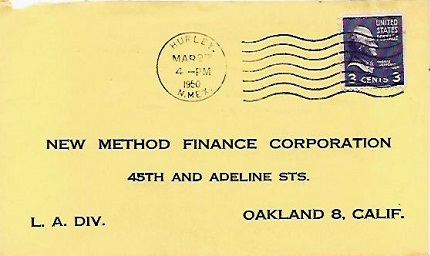 HURLEY,
MAR
4-PM
1950
N.MEX.
UNITED
STATES
3 CENTS 3
NEW METHOD FINANCE CORPORATION
45TH AND ADELINE STS.
L. A. DIV.
OAKLAND 8, CALIF.